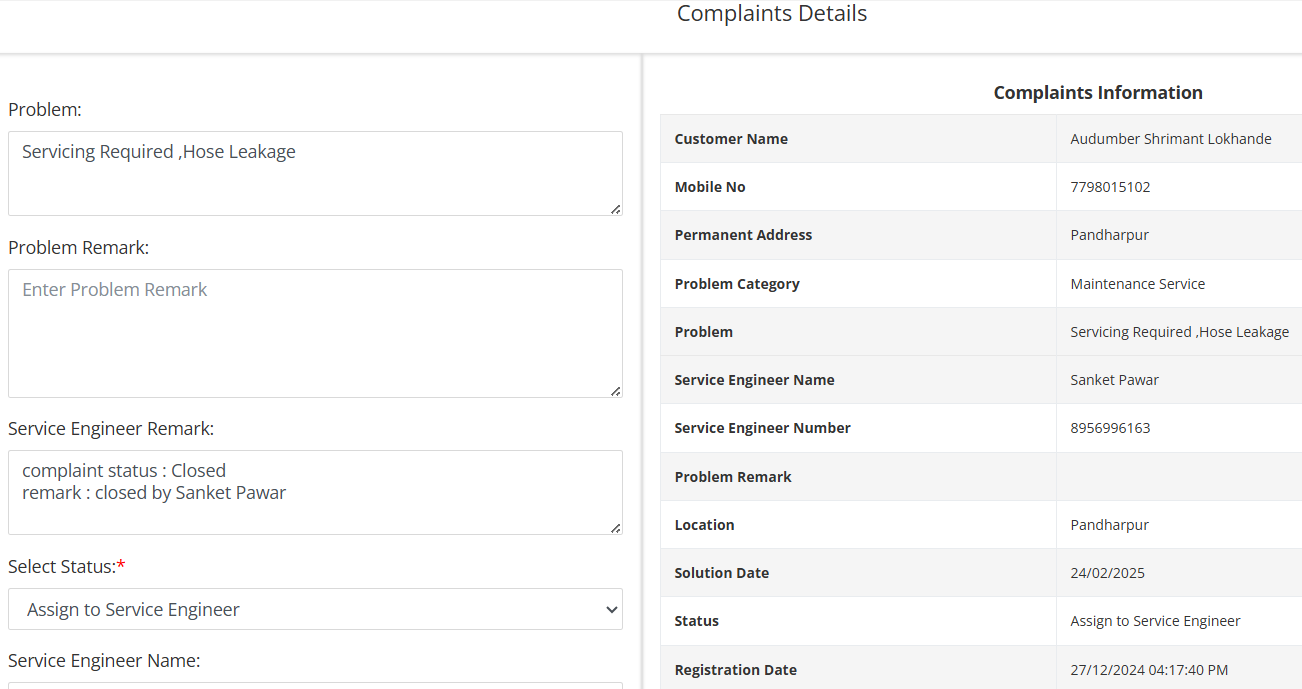 Complaints Details
Problem:
Servicing Required ,Hose Leakage
Problem Remark:
Enter Problem Remark
Service Engineer Remark:
complaint status : Closed
remark : closed by Sanket Pawar
Select Status:*
Assign to Service Engineer
Service Engineer Name:
Complaints Information
Customer Name Audumber Shrimant Lokhande
Mobile No 7798015102
Permanent Address Pandharpur
Problem Category Maintenance Service
Problem Servicing Required ,Hose Leakage
Service Engineer Name Sanket Pawar
Service Engineer Number 8956996163
Problem Remark
Location Pandharpur
Solution Date 24/02/2025
Status Assign to Service Engineer
Registration Date 27/12/2024 04:17:40 PM